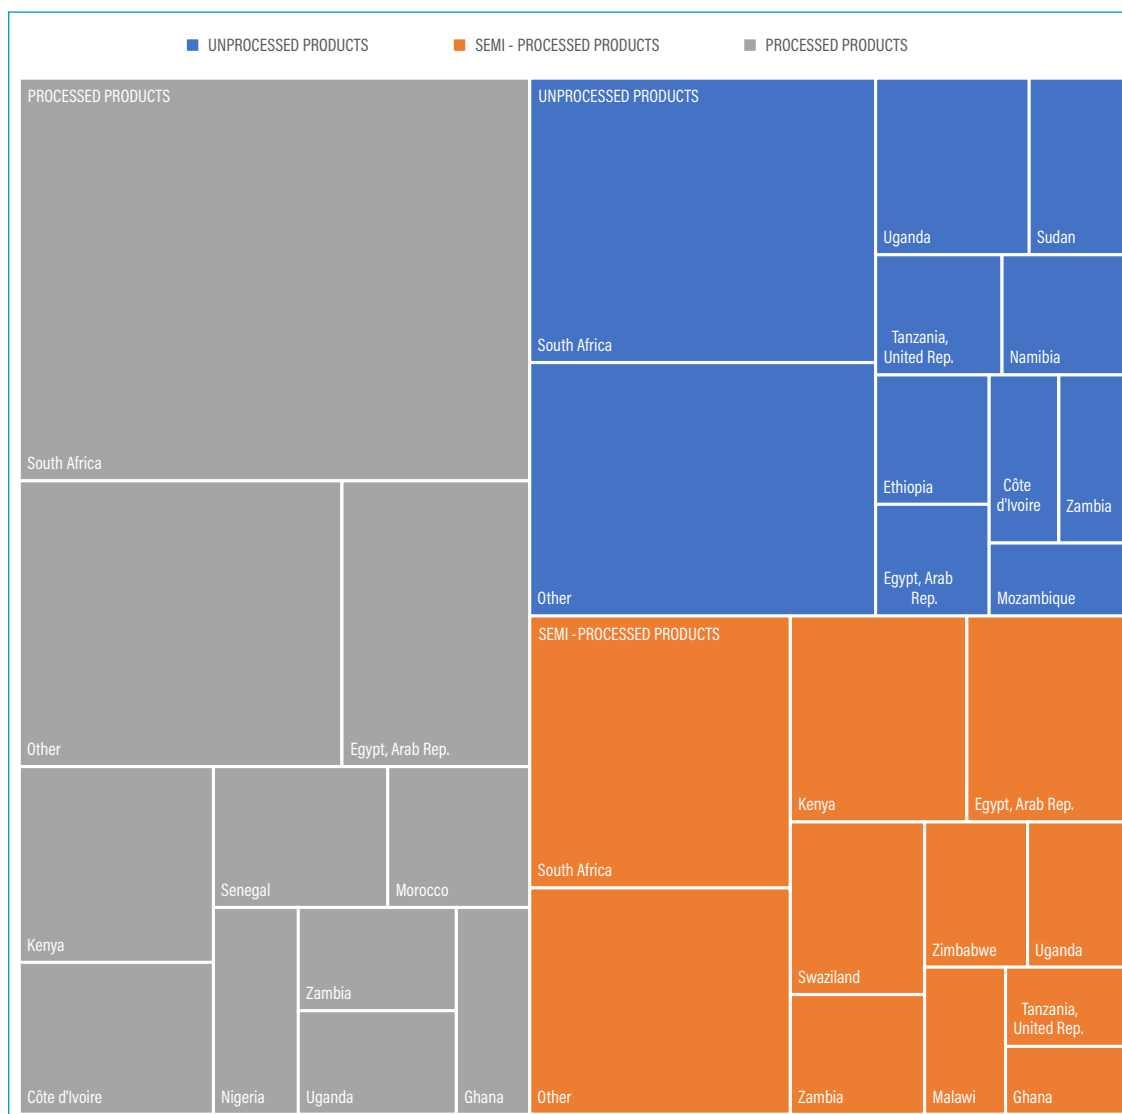 UNPROCESSED PRODUCTS
SEMI - PROCESSED PRODUCTS
PROCESSED PRODUCTS
PROCESSED PRODUCTS
South Africa
Other
Egypt, Arab Rep.
Kenya
Côte d'Ivoire
Senegal
Morocco
Nigeria
Zambia
Uganda
Ghana
UNPROCESSED PRODUCTS
South Africa
Other
Uganda
Sudan
Tanzania,
United Rep.
Namibia
Ethiopia
Egypt, Arab
Rep.
Côte
d'Ivoire
Zambia
Mozambique
SEMI - PROCESSED PRODUCTS
South Africa
Other
Kenya
Egypt, Arab Rep.
Swaziland
Zambia
Zimbabwe
Uganda
Malawi
Tanzania,
United Rep.
Ghana